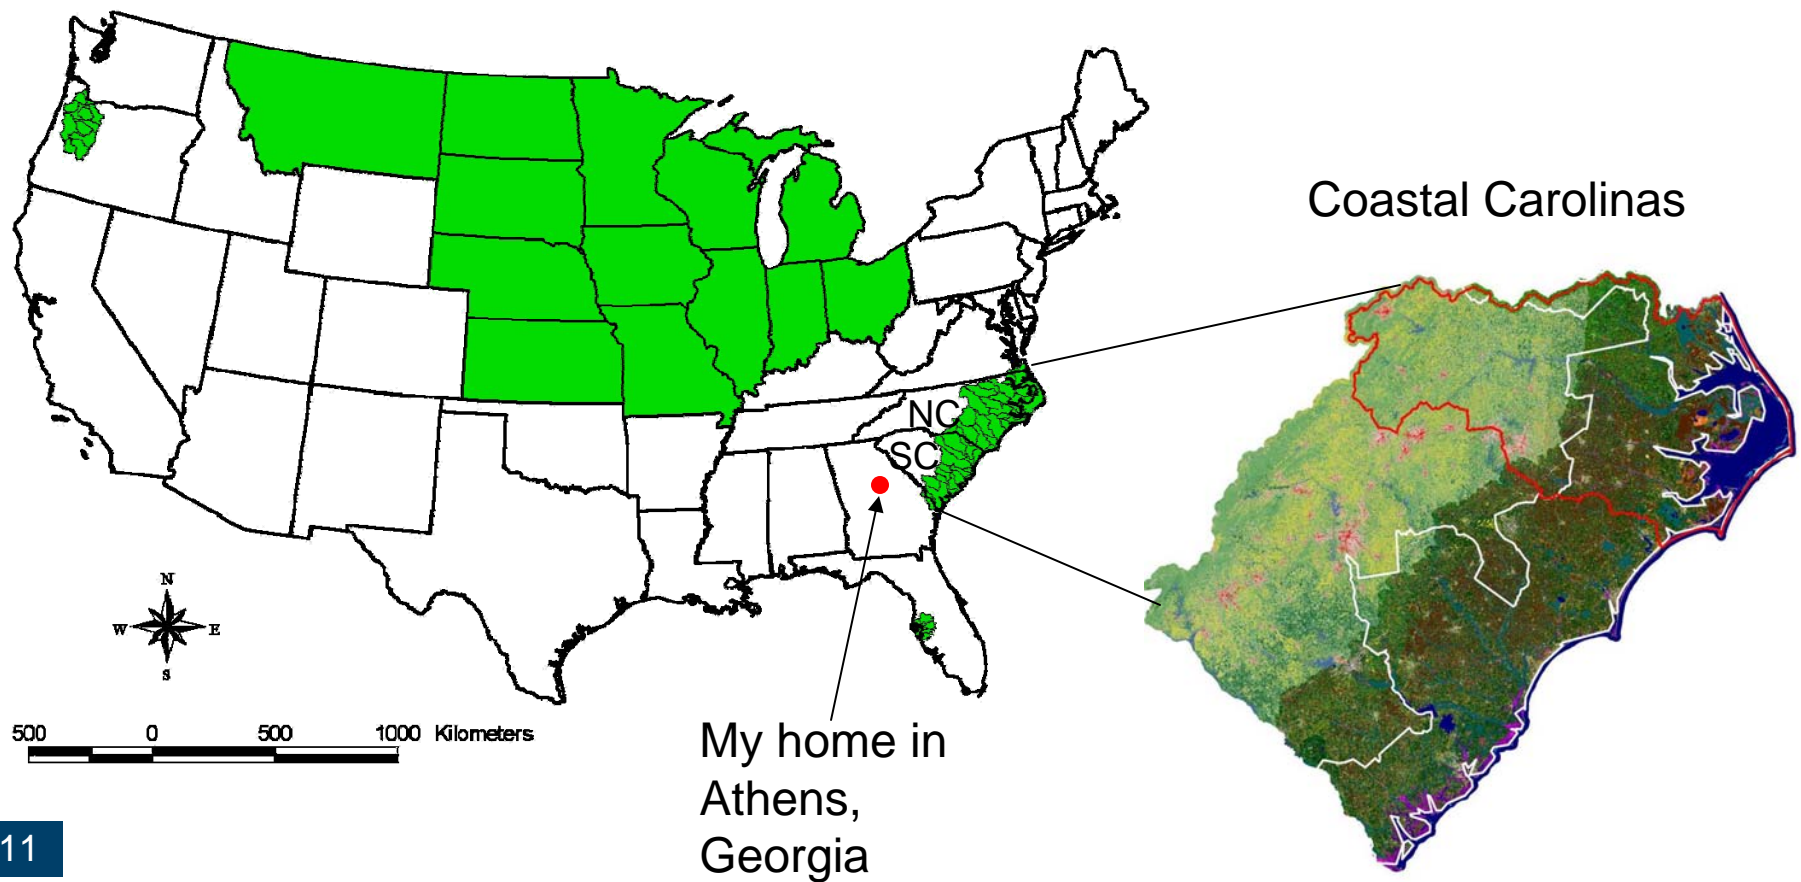 Coastal Carolinas
NC
SC
N
W
E
S
500 0 500 1000 Kilometers
My home in
Athens,
Georgia
11